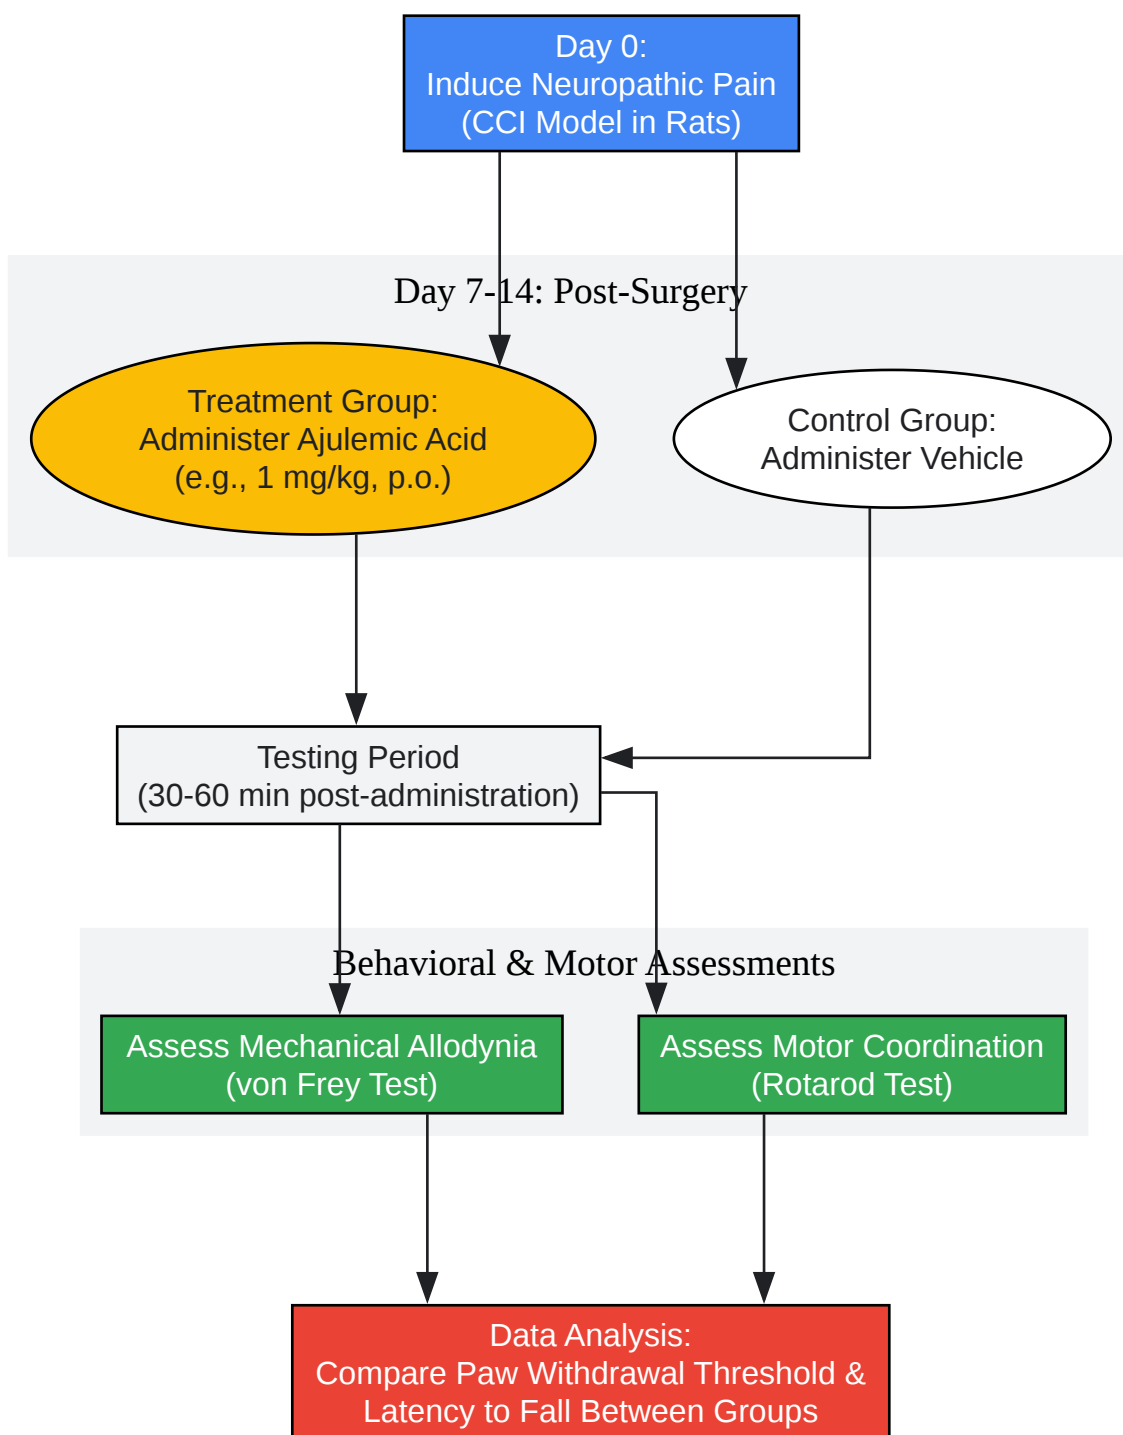 Day 0:
Induce Neuropathic Pain
(CCI Model in Rats)
Day 7-14: Post-Surgery
Treatment Group:
Administer Ajulemic Acid
(e.g., 1 mg/kg, p.o.)
Control Group:
Administer Vehicle
Testing Period
(30-60 min post-administration)
Behavioral & Motor Assessments
Assess Mechanical Allodynia
(von Frey Test)
Assess Motor Coordination
(Rotarod Test)
Data Analysis:
Compare Paw Withdrawal Threshold &
Latency to Fall Between Groups